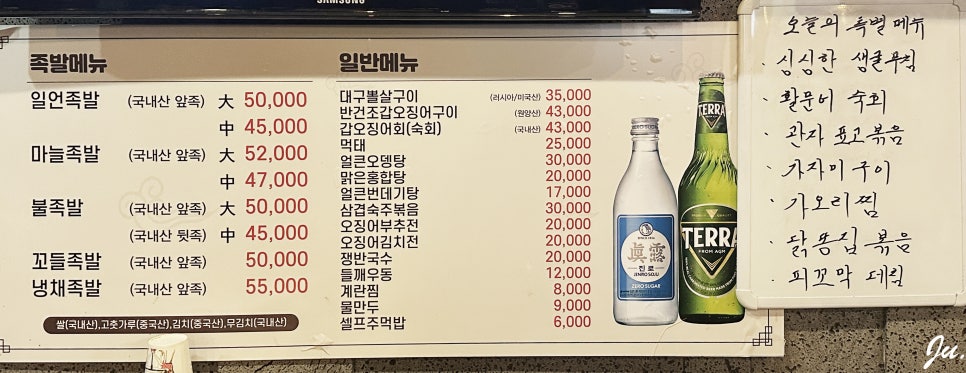 SAMSUNG
족발메뉴
일언족발 (국내산 앞족) 大 50,000
中 45,000
마늘족발 (국내산 앞족) 大 52,000
中 47,000
불족발 (국내산 앞족) 大 50,000
(국내산 뒷족) 中 45,000
꼬들족발 (국내산 앞족) 50,000
냉채족발 (국내산 앞족) 55,000
쌀(국내산),고춧가루(중국산),김치(중국산),무김치(국내산)
일반메뉴
대구뽈살구이 (러시아/미국산) 35,000
반건조갑오징어구이 (원양산) 43,000
갑오징어회(숙회) (국내산) 43,000
먹태 25,000
얼큰오뎅탕 30,000
맑은홍합탕 20,000
얼큰번데기탕 17,000
삼겹숙주볶음 30,000
오징어부추전 20,000
오징어김치전 20,000
쟁반국수 20,000
들깨우동 12,000
계란찜 8,000
물만두 9,000
셀프주먹밥 6,000
眞露
진로
JINRO SOJU
ZERO SUGAR
TERRA
TERRA
FROM AGM
오늘의 특별 메뉴
· 싱싱한 생굴무침
· 활문어 숙회
· 관자 표고볶음
· 가자미 구이
· 가오리찜
· 닭똥집 볶음
· 피꼬막 데침
Ju.